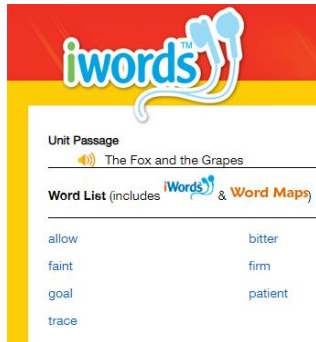 iwords
Unit Passage
The Fox and the Grapes
Word List (includes iWords & Word Maps)
allow bitter
faint firm
goal patient
trace